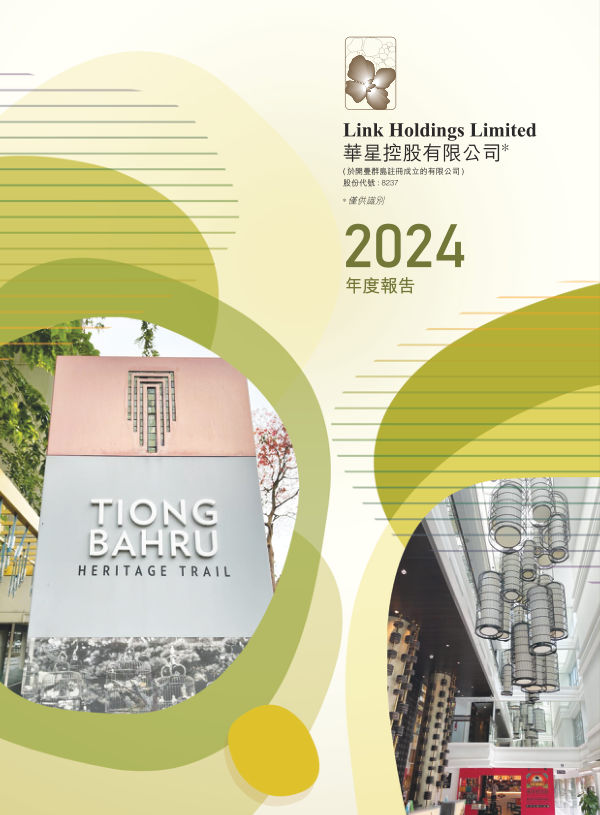 Link Holdings Limited
華星控股有限公司*
(於開曼群島註冊成立的有限公司)
股份代號 : 8237
* 僅供識別
2024
年度報告
TIONG
BAHRU
HERITAGE TRAIL